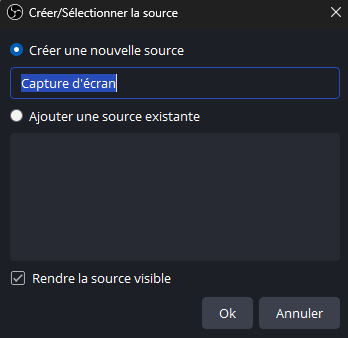 Créer/Sélectionner la source
Créer une nouvelle source
Capture d'écran
Ajouter une source existante
Rendre la source visible
Ok
Annuler